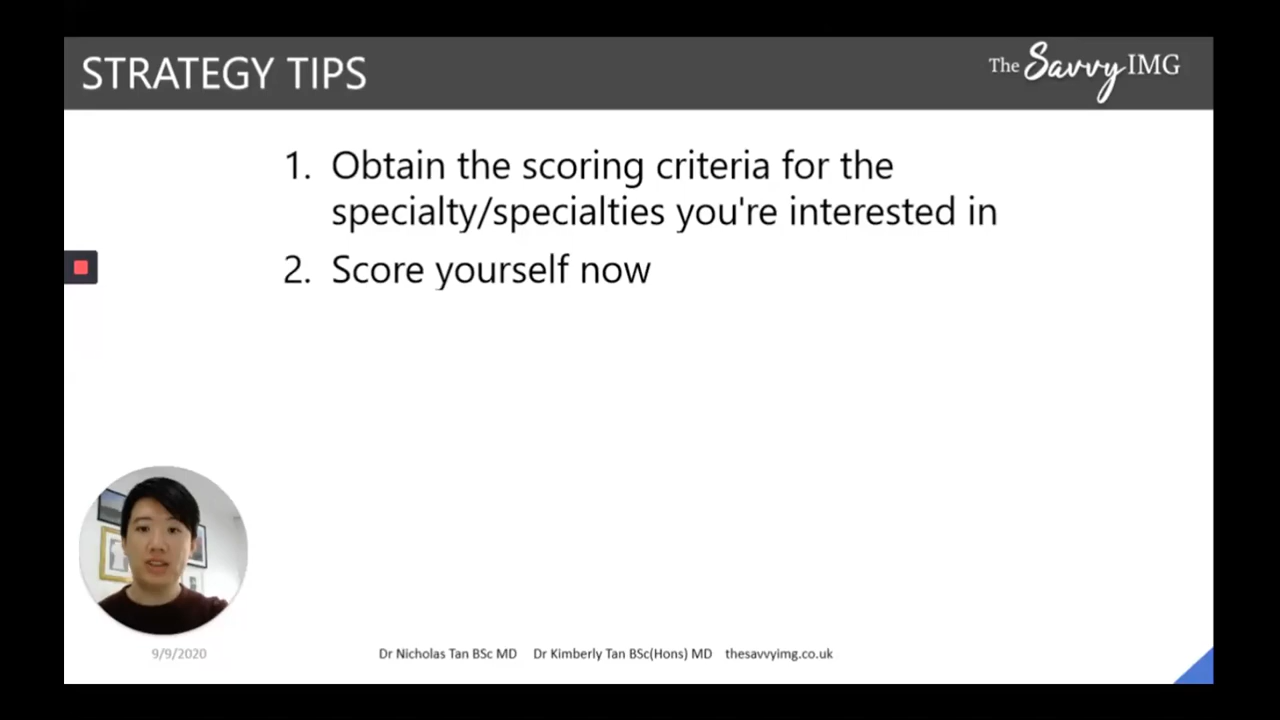 STRATEGY TIPS
The Savvy IMG
1. Obtain the scoring criteria for the
specialty/specialties you're interested in
2. Score yourself now
9/9/2020
Dr Nicholas Tan BSc MD Dr Kimberly Tan BSc(Hons) MD thesavvyimg.co.uk